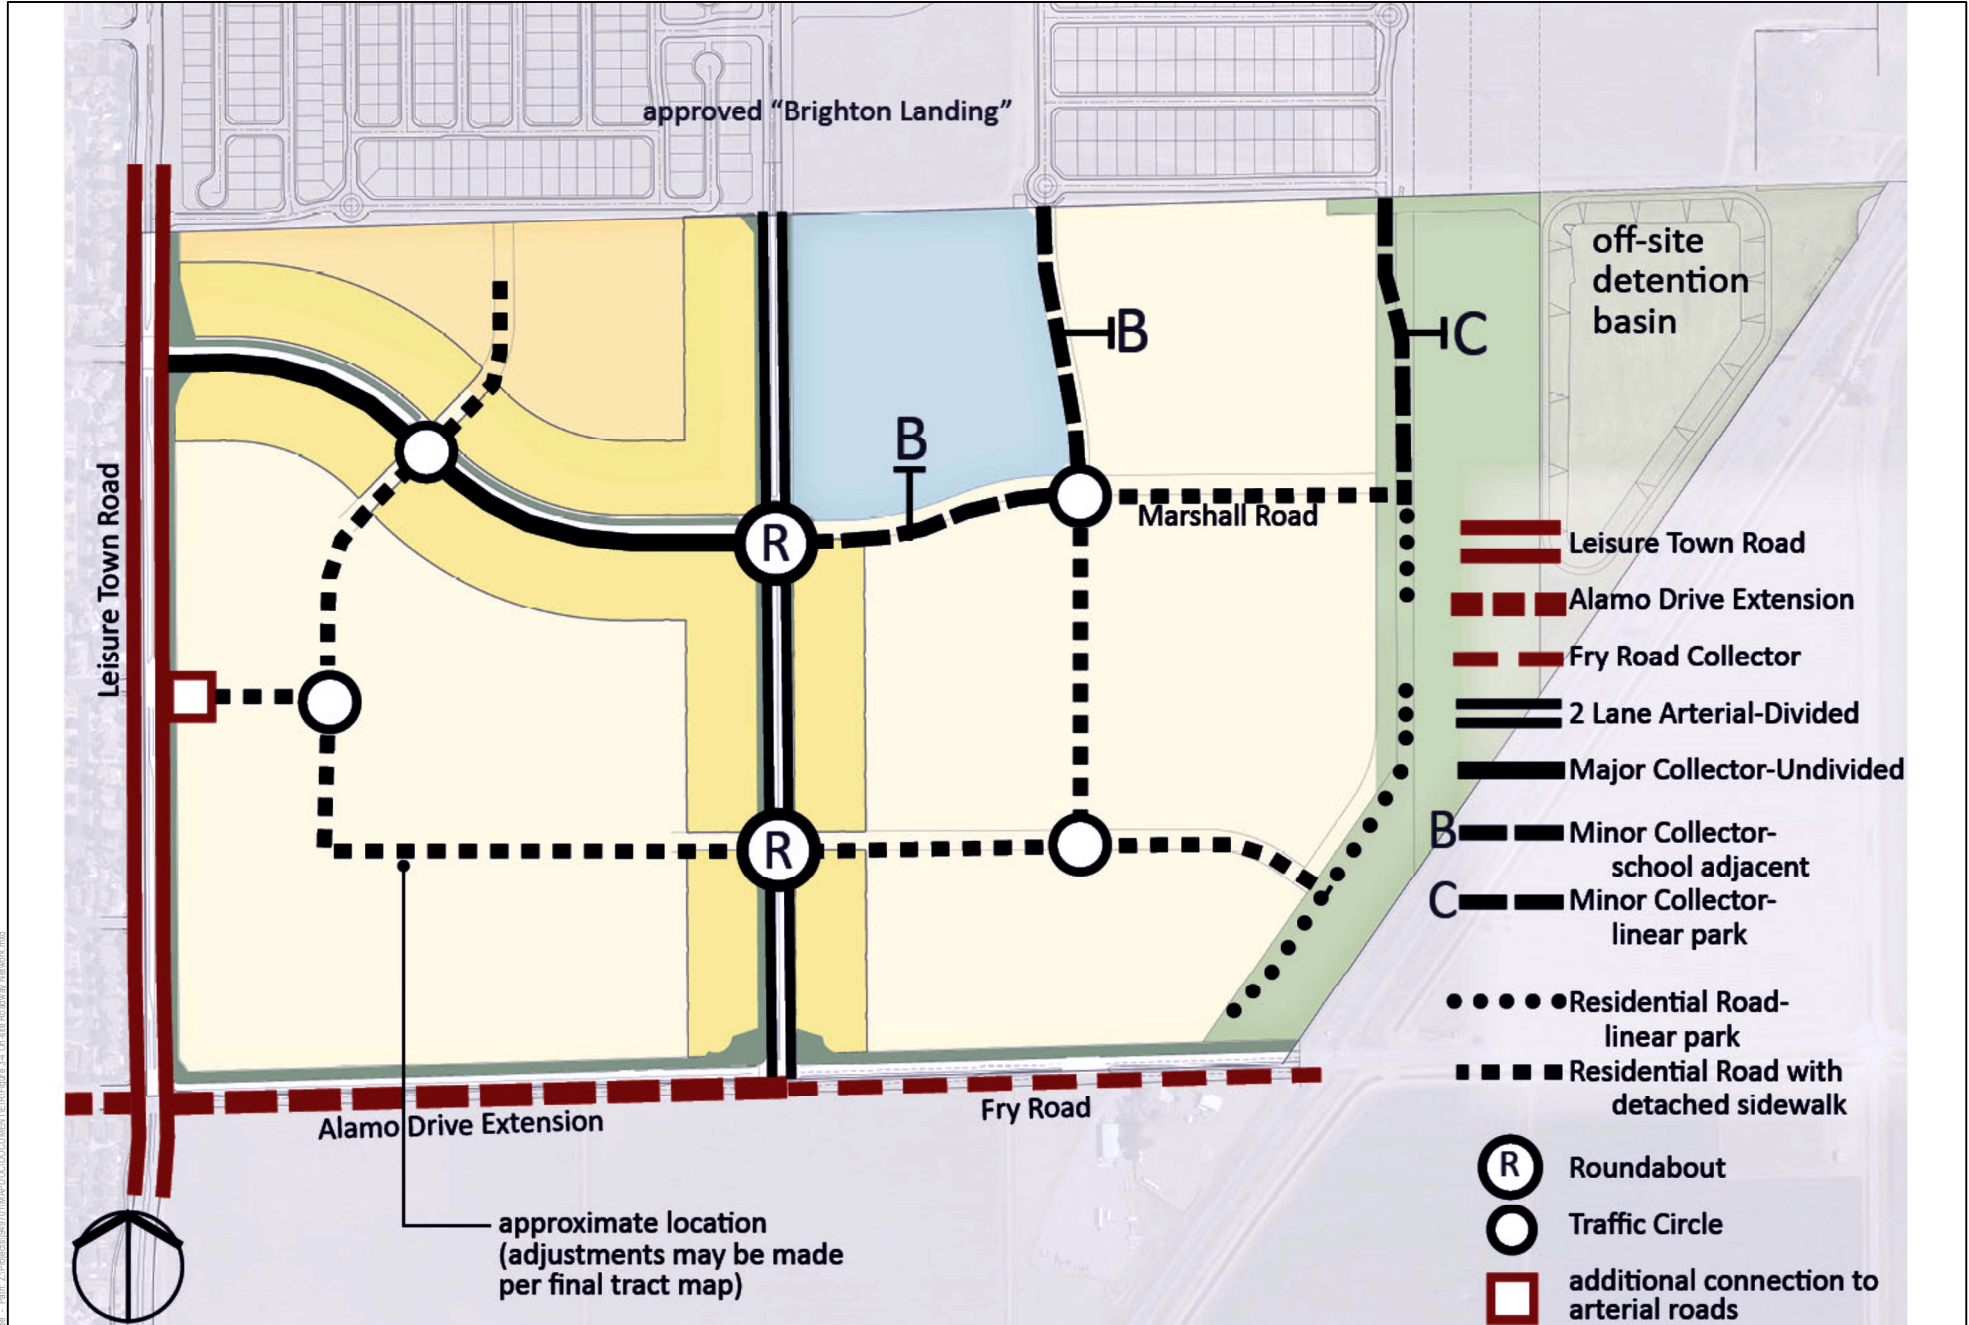 approved “Brighton Landing”
off-site
detention
basin
B
C
B
Marshall Road
Leisure Town Road
R
R
Alamo Drive Extension
Fry Road
approximate location
(adjustments may be made
per final tract map)
Leisure Town Road
Alamo Drive Extension
Fry Road Collector
2 Lane Arterial-Divided
Major Collector-Undivided
B Minor Collector-
school adjacent
C Minor Collector-
linear park
Residential Road-
linear park
Residential Road with
detached sidewalk
R Roundabout
Traffic Circle
additional connection to
arterial roads